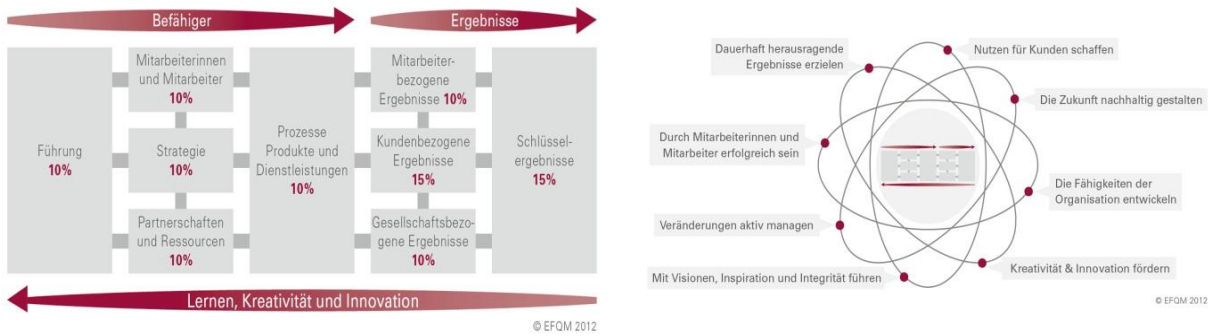 Befähiger
Ergebnisse
Führung
10%
Mitarbeiterinnen
und Mitarbeiter
10%
Strategie
10%
Partnerschaften
und Ressourcen
10%
Prozesse
Produkte und
Dienstleistungen
10%
Mitarbeiter-
bezogene
Ergebnisse 10%
Kundenbezogene
Ergebnisse
15%
Gesellschaftsbezo-
gene Ergebnisse
10%
Schlüssel-
ergebnisse
15%
Lernen, Kreativität und Innovation
© EFQM 2012
Dauerhaft herausragende
Ergebnisse erzielen
Nutzen für Kunden schaffen
Die Zukunft nachhaltig gestalten
Durch Mitarbeiterinnen und
Mitarbeiter erfolgreich sein
Die Fähigkeiten der
Organisation entwickeln
Veränderungen aktiv managen
Kreativität & Innovation fördern
Mit Visionen, Inspiration und Integrität führen
© EFQM 2012